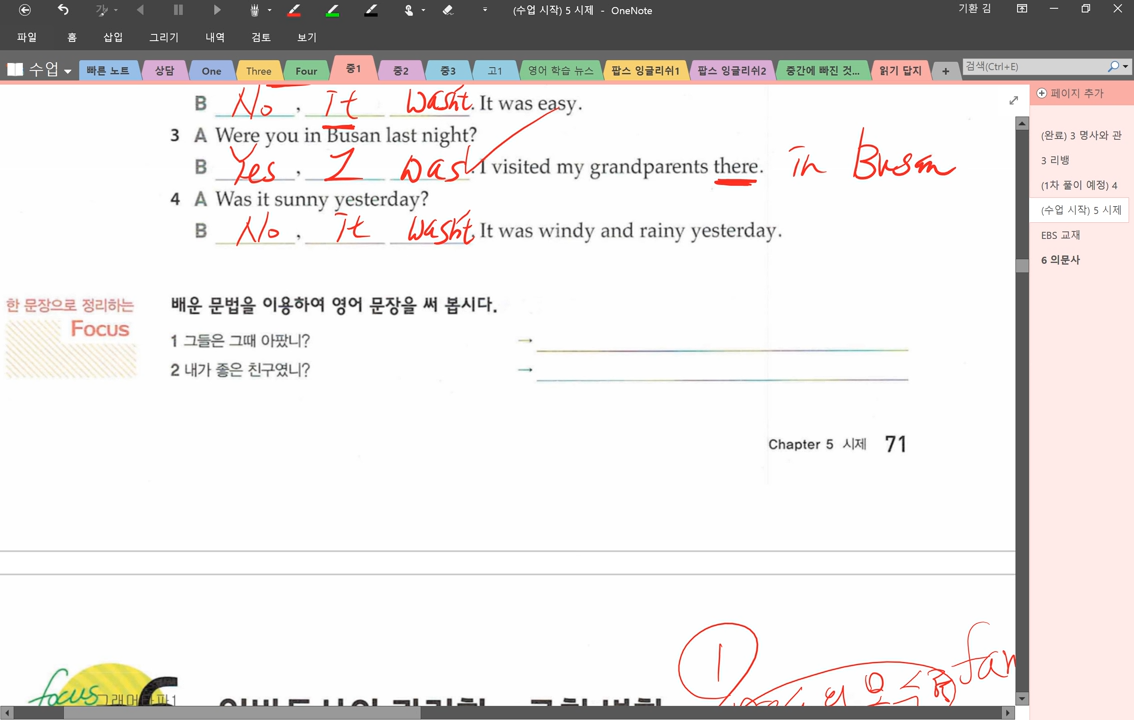 (수업 시작) 5 시제 - OneNote
기환 김
파일 홈 삽입 그리기 내역 검토 보기
수업 빠른 노트 상담 One Three Four 중1 중2 중3 고1 영어 학습 뉴스 팝스 잉글리쉬1 팝스 잉글리쉬2 중간에 빠진 것... 읽기 답지 + 검색(Ctrl+E)
페이지 추가
(완료) 3 명사와 관
3 리뱅
(1차 풀이 예정) 4
(수업 시작) 5 시제
EBS 교재
6 의문사
B No, It wasn't. It was easy.
3 A Were you in Busan last night?
B Yes, I was. I visited my grandparents there. in Busan
4 A Was it sunny yesterday?
B No, It wasn't. It was windy and rainy yesterday.
한 문장으로 정리하는
Focus
배운 문법을 이용하여 영어 문장을 써 봅시다.
1 그들은 그때 아팠니? →
2 내가 좋은 친구였니? →
Chapter 5 시제 71
1
focus